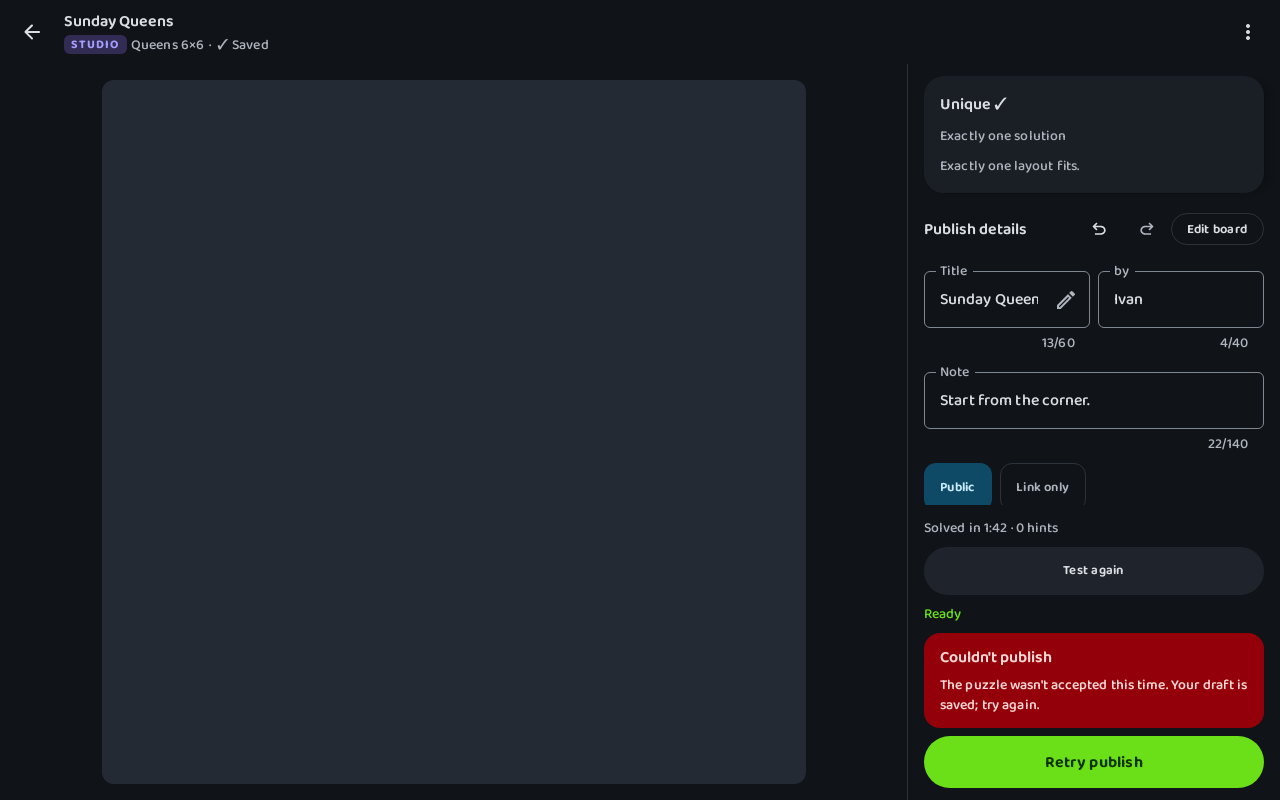 Sunday Queens
STUDIO Queens 6×6 · ✓ Saved
Unique ✓
Exactly one solution
Exactly one layout fits.
Publish details
Edit board
Title
Sunday Queen
13/60
by
Ivan
4/40
Note
Start from the corner.
22/140
Public
Link only
Solved in 1:42 · 0 hints
Test again
Ready
Couldn't publish
The puzzle wasn't accepted this time. Your draft is
saved; try again.
Retry publish